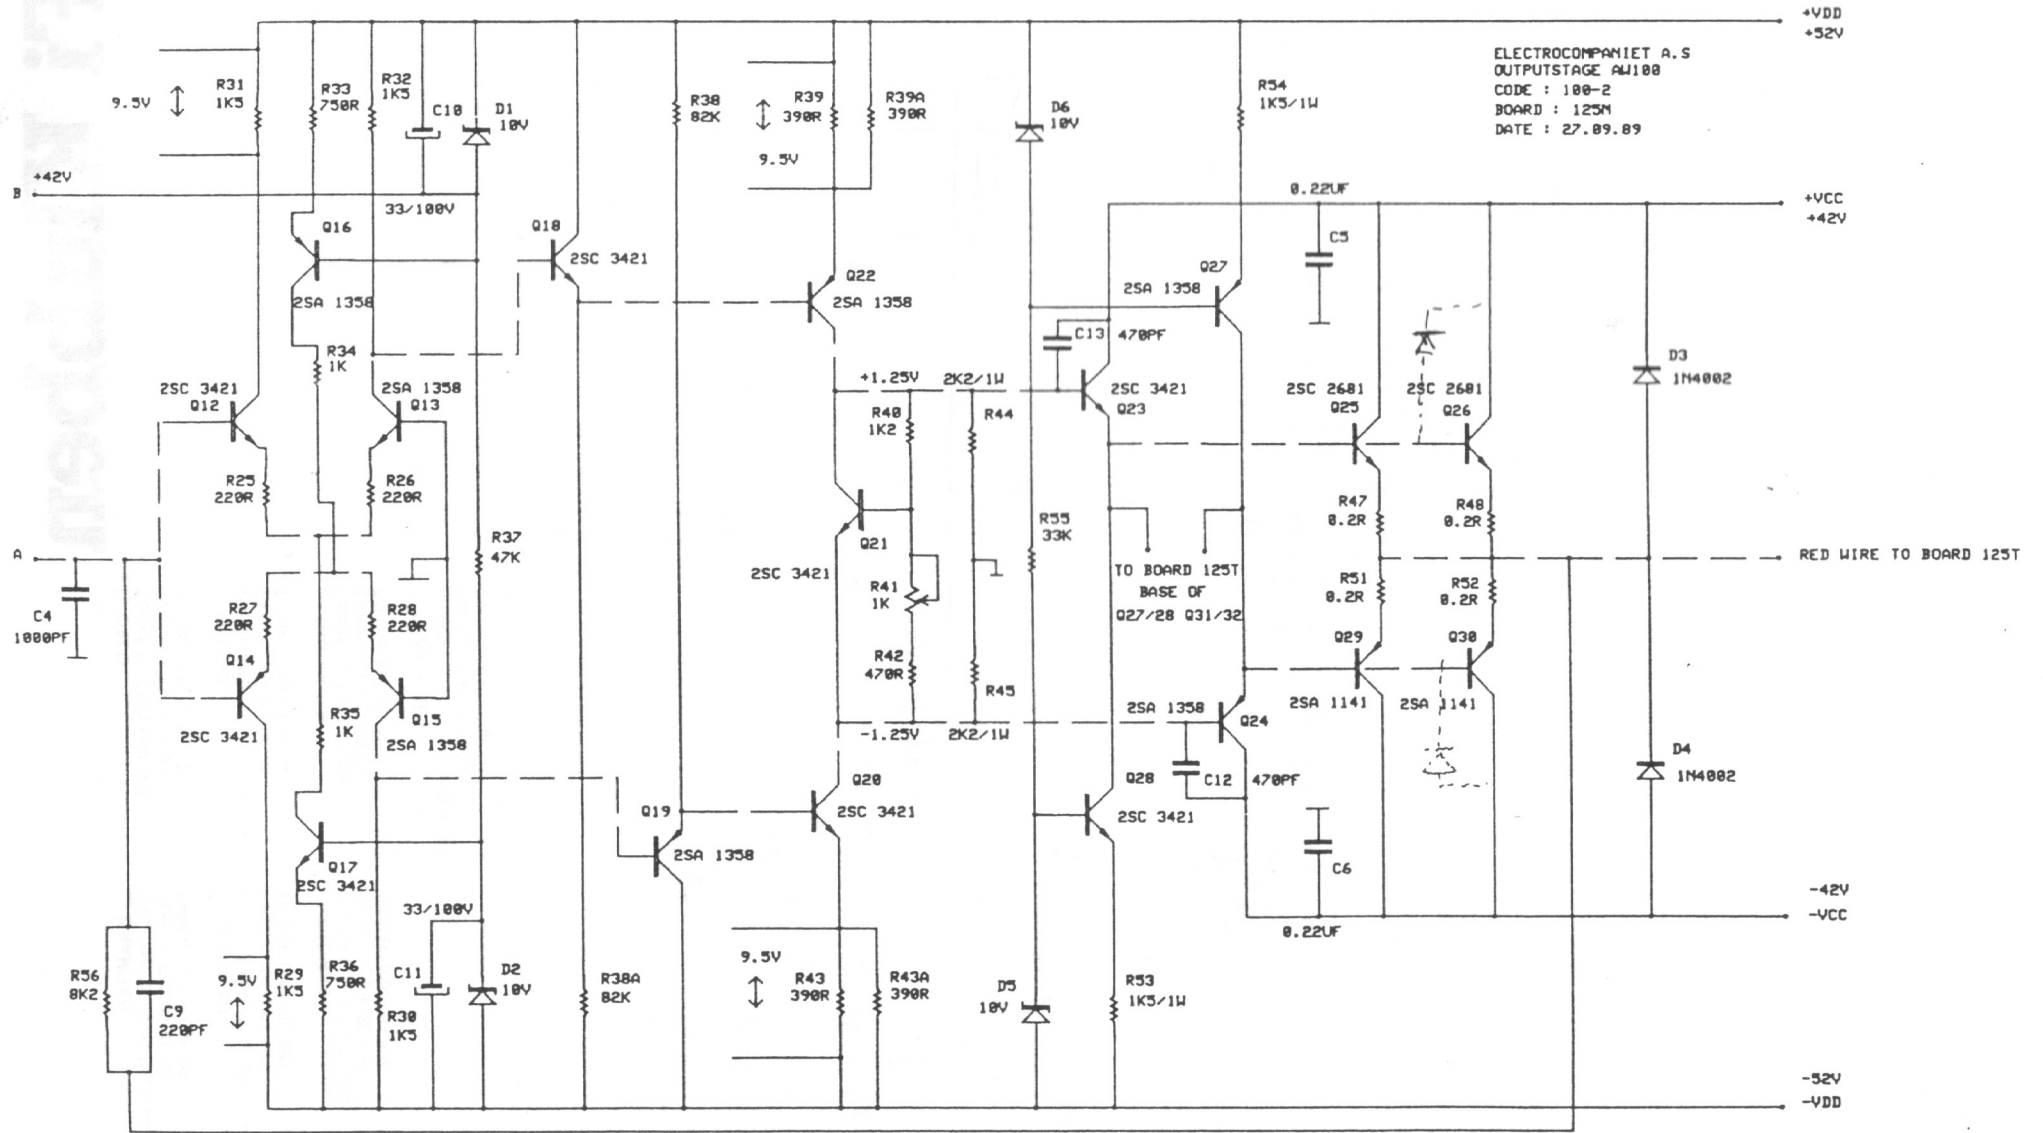 +VDD
+52V
ELECTROCOMPANIET A.S
OUTPUTSTAGE AW100
CODE : 100-2
BOARD : 125M
DATE : 27.09.89
9.5V
R31
1K5
R33
750R
R32
1K5
C10
D1
10V
R38
82K
R39
390R
9.5V
R39A
390R
D6
10V
R54
1K5/1W
B
+42V
33/100V
Q16
2SA 1358
Q18
2SC 3421
Q22
2SA 1358
Q27
2SA 1358
0.22UF
C5
+VCC
+42V
C13
470PF
R34
1K
2SC 3421
Q12
2SA 1358
Q13
+1.25V
2K2/1W
R40
1K2
R44
2SC 3421
Q23
2SC 2681
Q25
2SC 2681
Q26
D3
1N4002
R25
220R
R26
220R
R37
47K
Q21
2SC 3421
R55
33K
R47
0.2R
R48
0.2R
A
C4
1000PF
TO BOARD 125T
BASE OF
Q27/28 Q31/32
RED WIRE TO BOARD 125T
R41
1K
R51
0.2R
R52
0.2R
R27
220R
R28
220R
Q14
2SC 3421
R42
470R
R45
Q29
2SA 1141
Q30
2SA 1141
R35
1K
Q15
2SA 1358
-1.25V
2K2/1W
2SA 1358
Q24
C12
470PF
D4
1N4002
Q19
2SA 1358
Q20
2SC 3421
Q28
2SC 3421
Q17
2SC 3421
C6
0.22UF
-42V
-VCC
33/100V
R56
8K2
C9
220PF
9.5V
R29
1K5
R36
750R
R30
1K5
C11
D2
10V
R38A
82K
9.5V
R43
390R
R43A
390R
D5
10V
R53
1K5/1W
-52V
-VDD